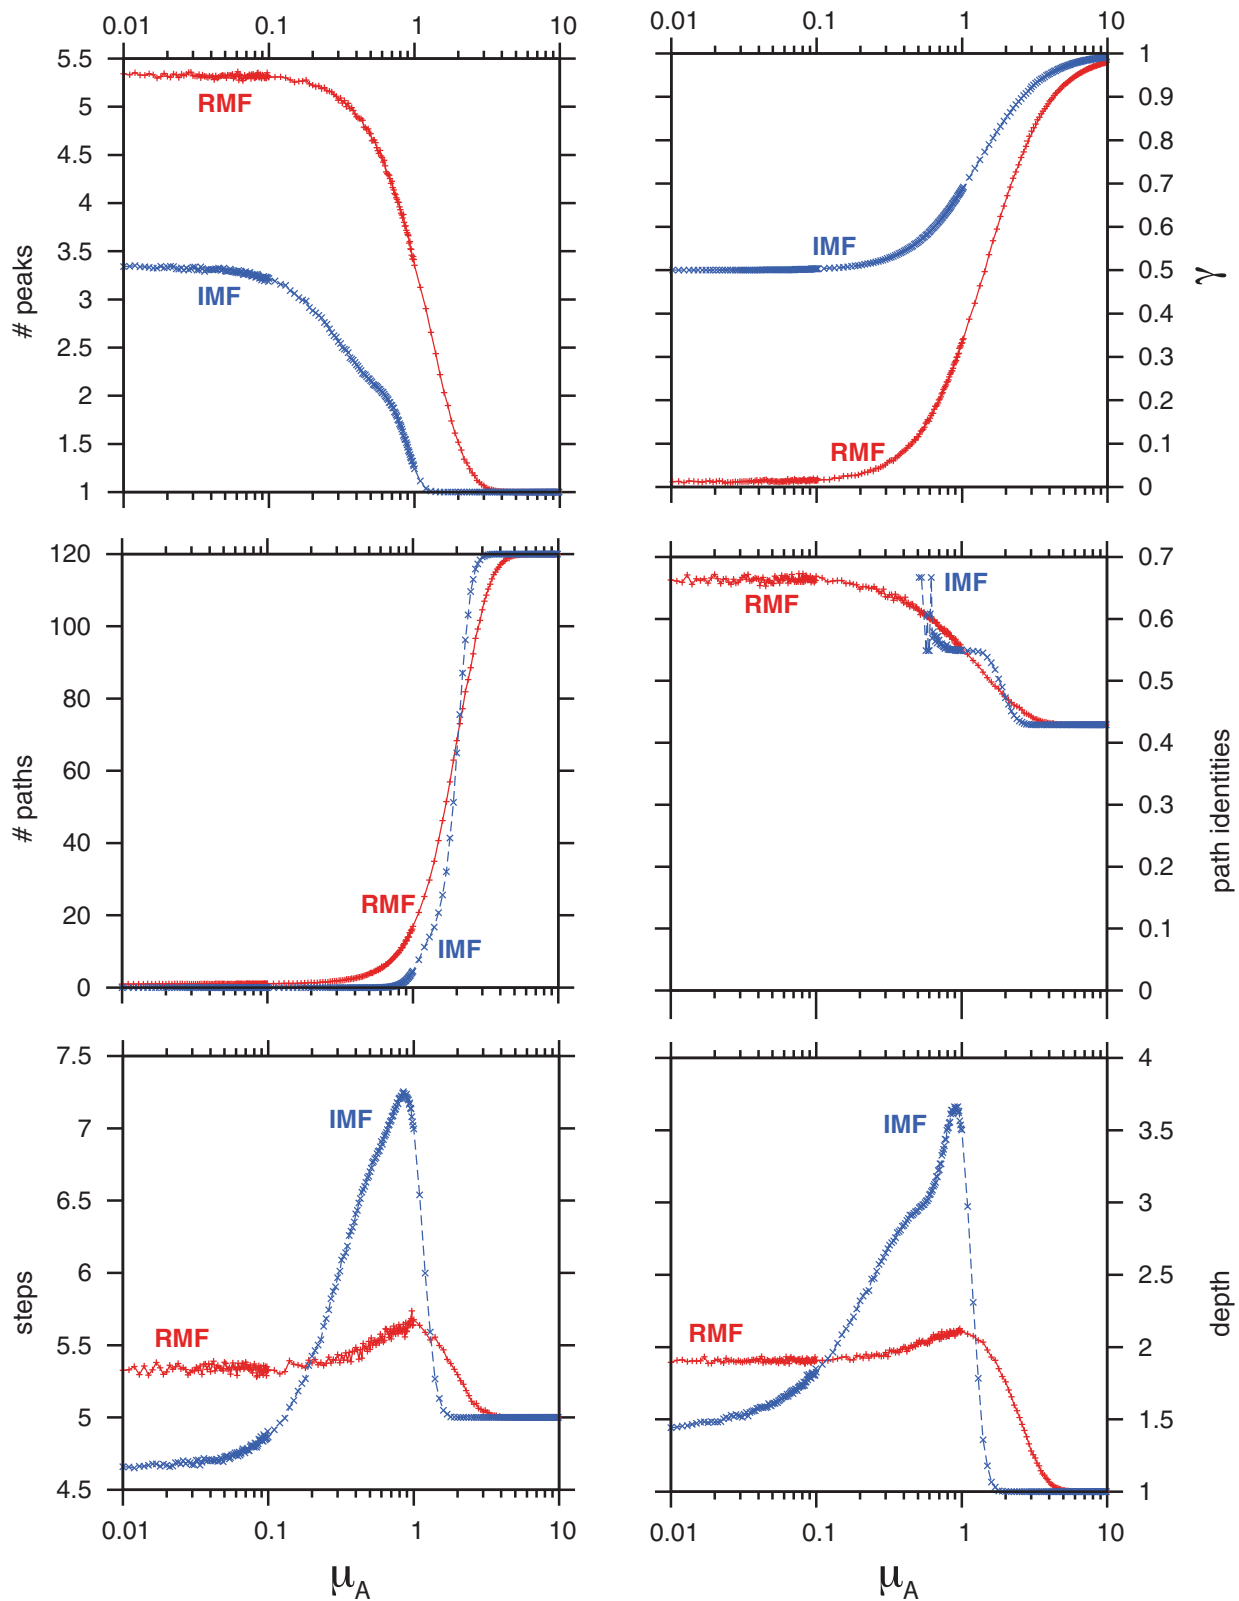 0.01 0.1 1 10
0.01 0.1 1 10
5.5
5
4.5
4
3.5
3
2.5
2
1.5
1
# peaks
RMF
IMF
1
0.9
0.8
0.7
0.6
0.5
0.4
0.3
0.2
0.1
0
γ
IMF
RMF
120
100
80
60
40
20
0
# paths
RMF
IMF
0.7
0.6
0.5
0.4
0.3
0.2
0.1
0
path identities
RMF
IMF
7.5
7
6.5
6
5.5
5
4.5
steps
IMF
RMF
0.01 0.1 1 10
μA
4
3.5
3
2.5
2
1.5
1
depth
IMF
RMF
0.01 0.1 1 10
μA